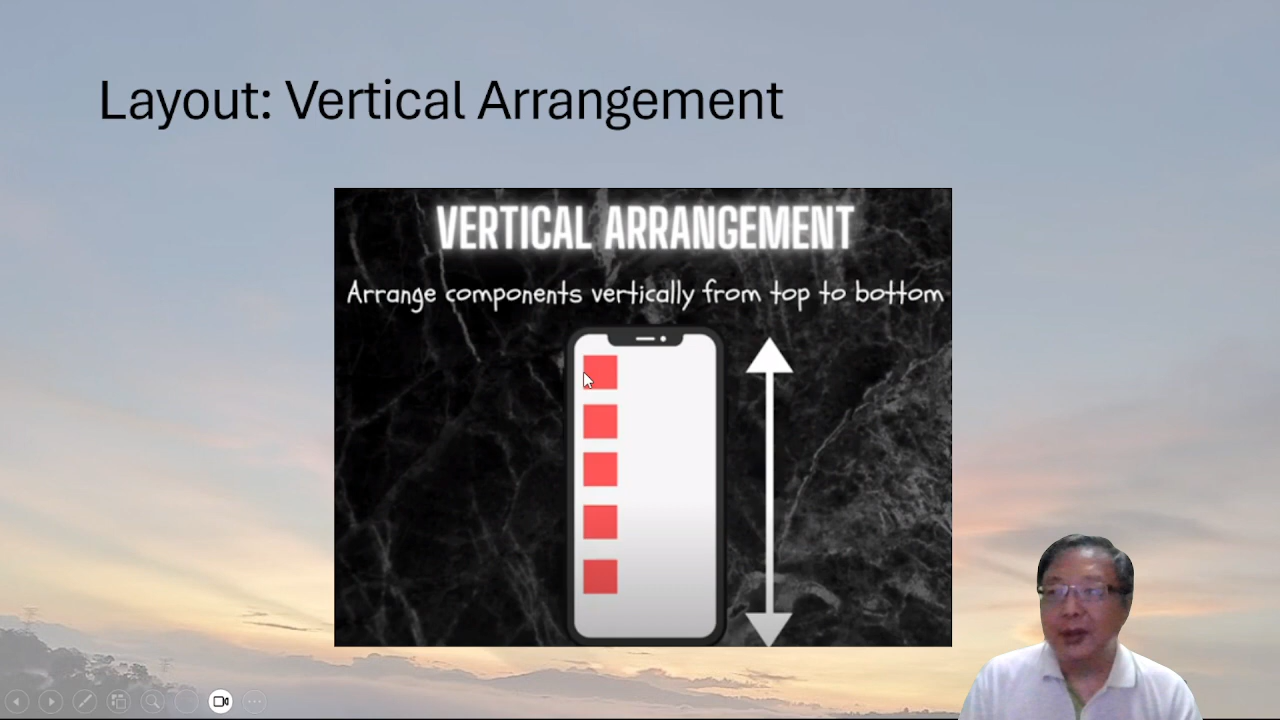 Layout: Vertical Arrangement
VERTICAL ARRANGEMENT
Arrange components vertically from top to bottom